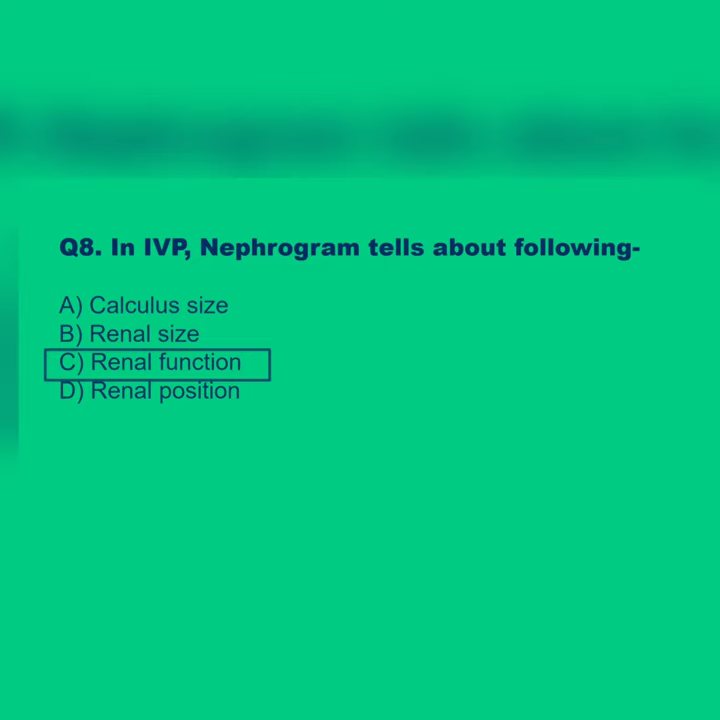 Q8. In IVP, Nephrogram tells about following-
A) Calculus size
B) Renal size
C) Renal function
D) Renal position